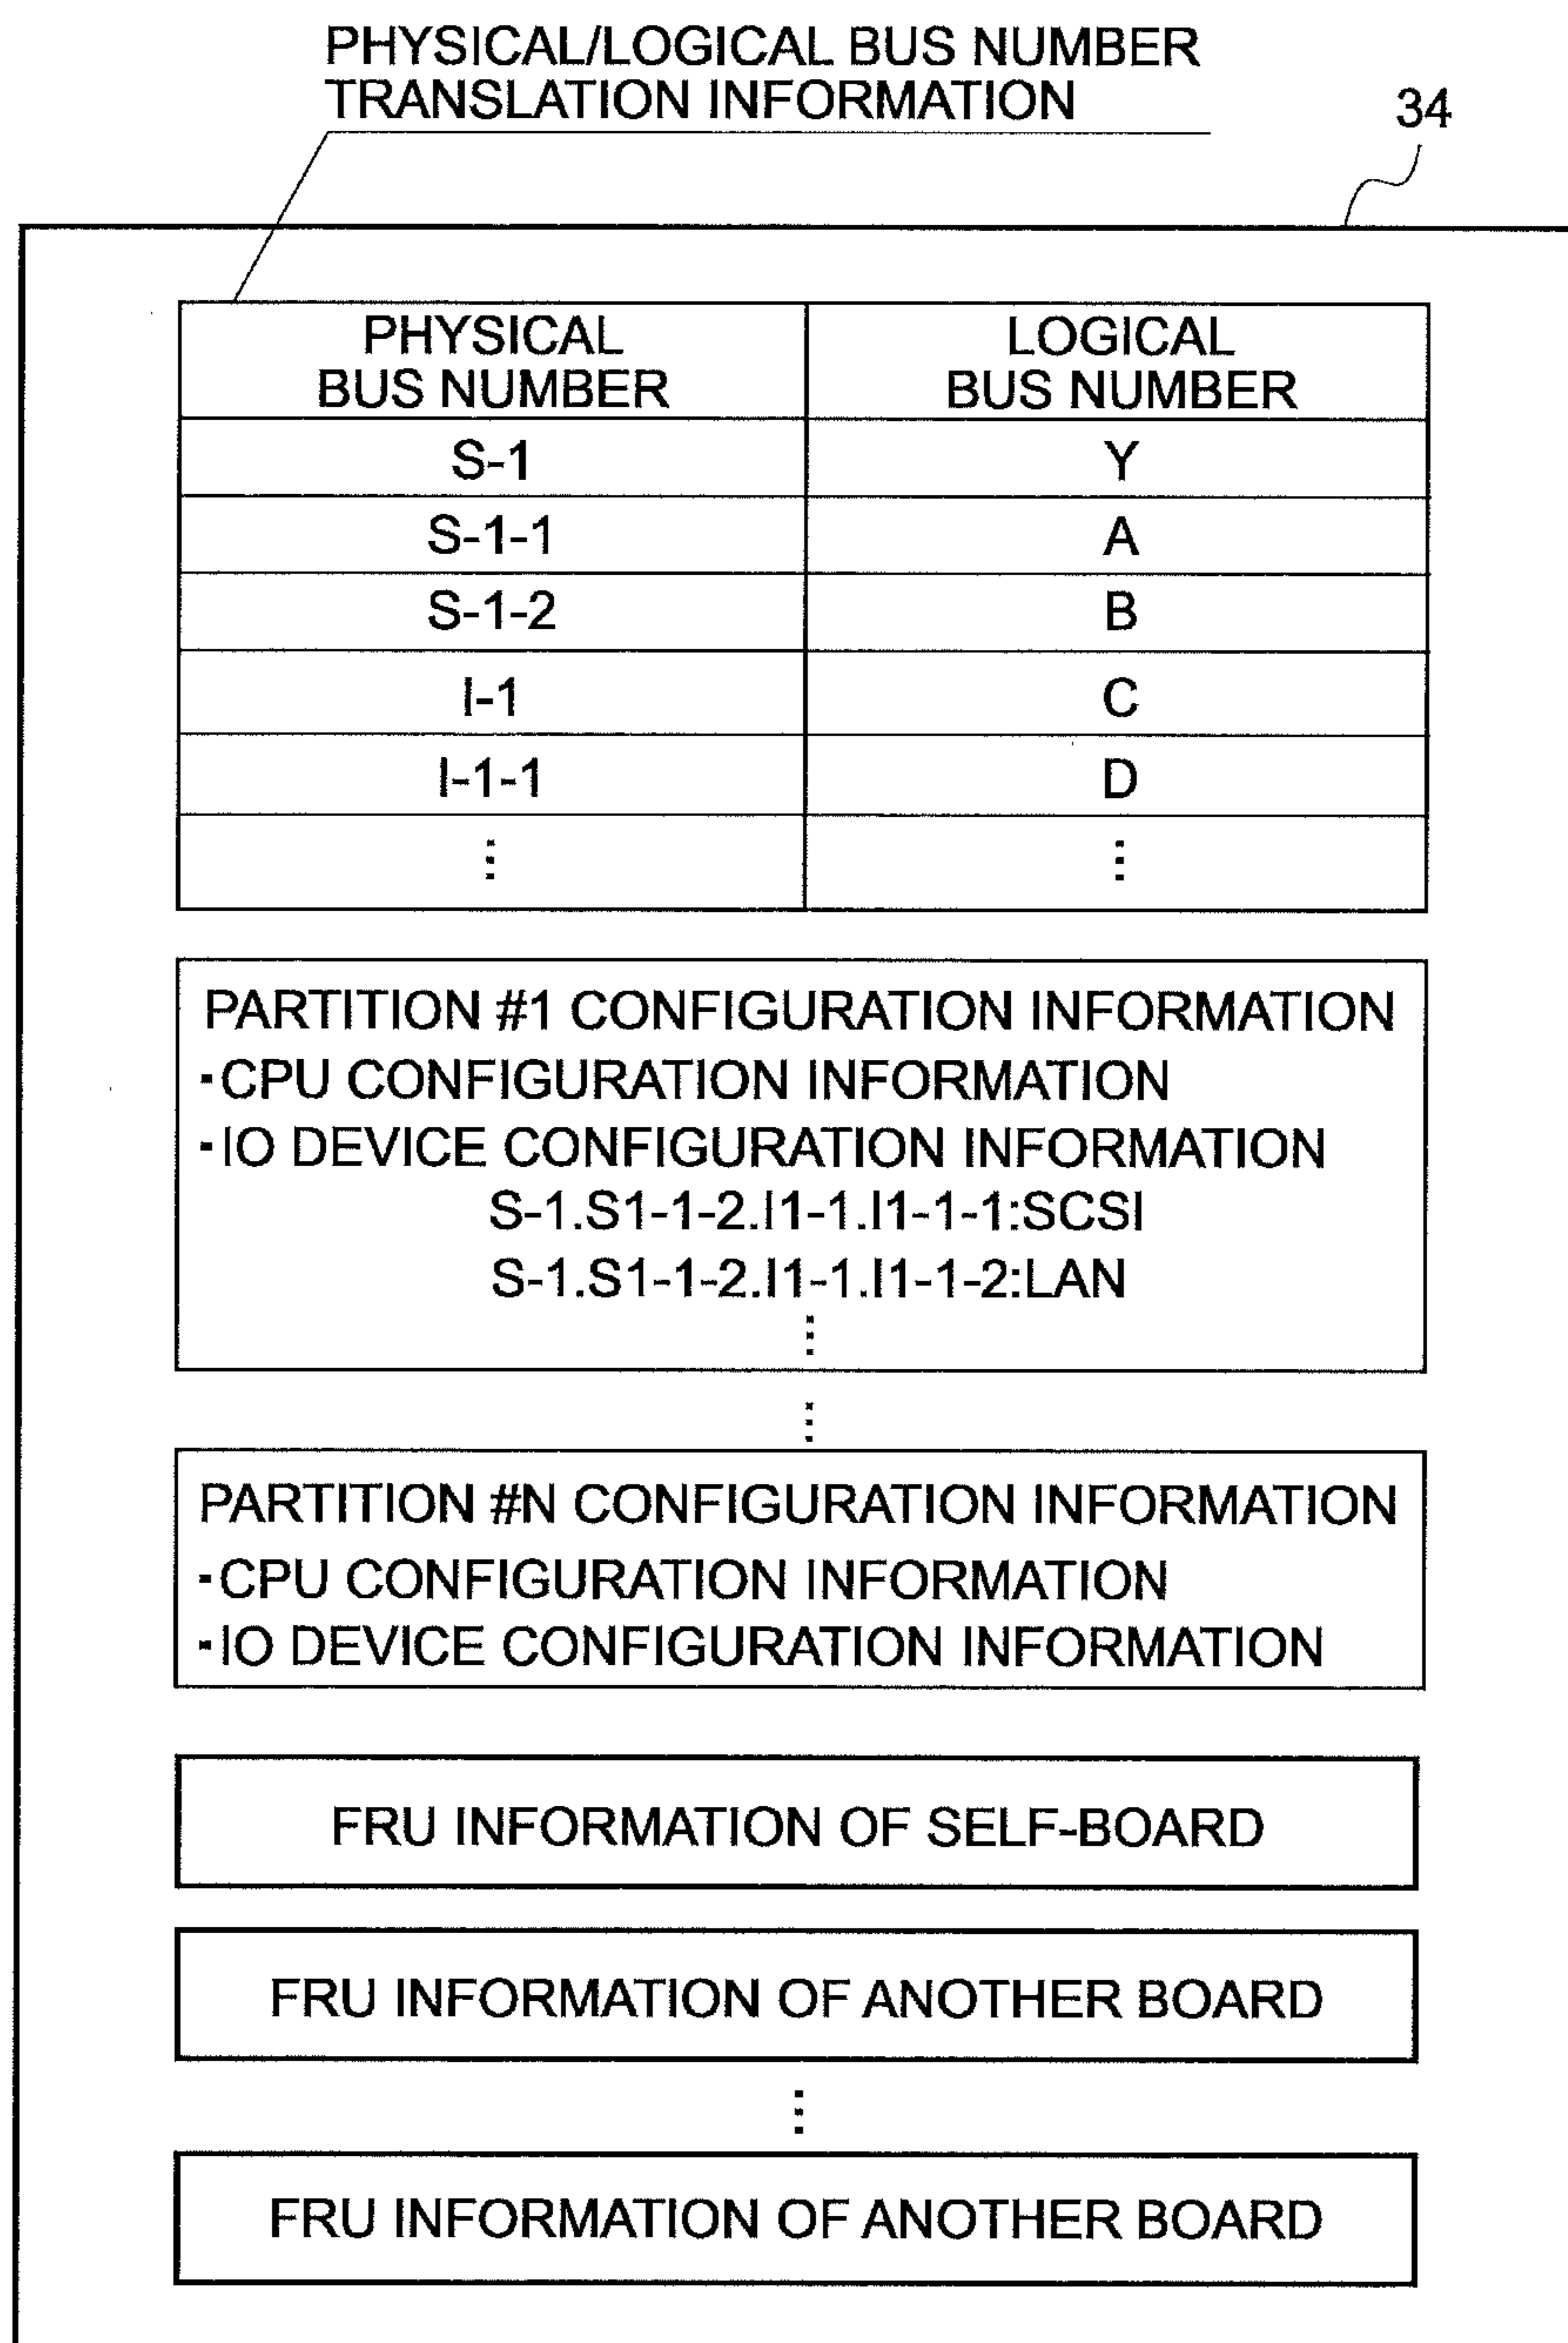 PHYSICAL/LOGICAL BUS NUMBER
TRANSLATION INFORMATION
34
PHYSICAL LOGICAL
BUS NUMBER BUS NUMBER
S-1 Y
S-1-1 A
S-1-2 B
I-1 C
I-1-1 D
⋮ ⋮
PARTITION #1 CONFIGURATION INFORMATION
·CPU CONFIGURATION INFORMATION
·IO DEVICE CONFIGURATION INFORMATION
S-1.S1-1-2.I1-1.I1-1-1:SCSI
S-1.S1-1-2.I1-1.I1-1-2:LAN
⋮
⋮
PARTITION #N CONFIGURATION INFORMATION
·CPU CONFIGURATION INFORMATION
·IO DEVICE CONFIGURATION INFORMATION
FRU INFORMATION OF SELF-BOARD
FRU INFORMATION OF ANOTHER BOARD
⋮
FRU INFORMATION OF ANOTHER BOARD